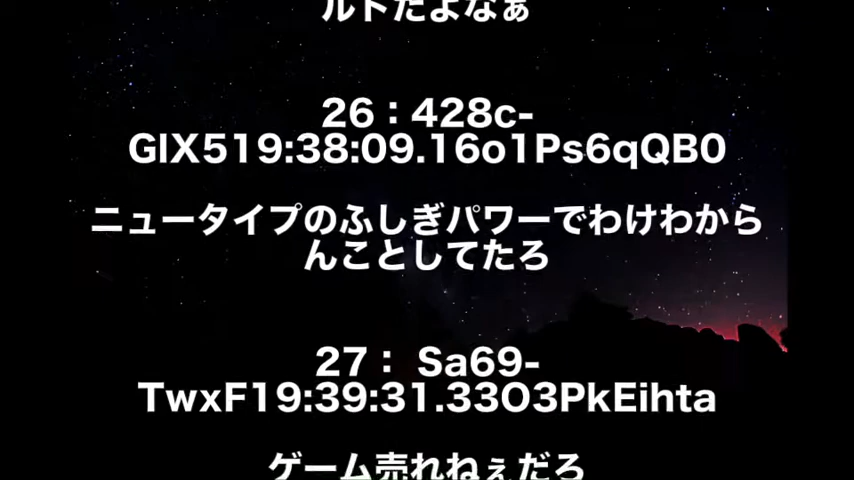 ルトだよなぁ
26：428c-
GlX519:38:09.16o1Ps6qQB0
ニュータイプのふしぎパワーでわけわから
んことしてたろ
27： Sa69-
TwxF19:39:31.33O3PkEihta
ゲーム売れねぇだろ